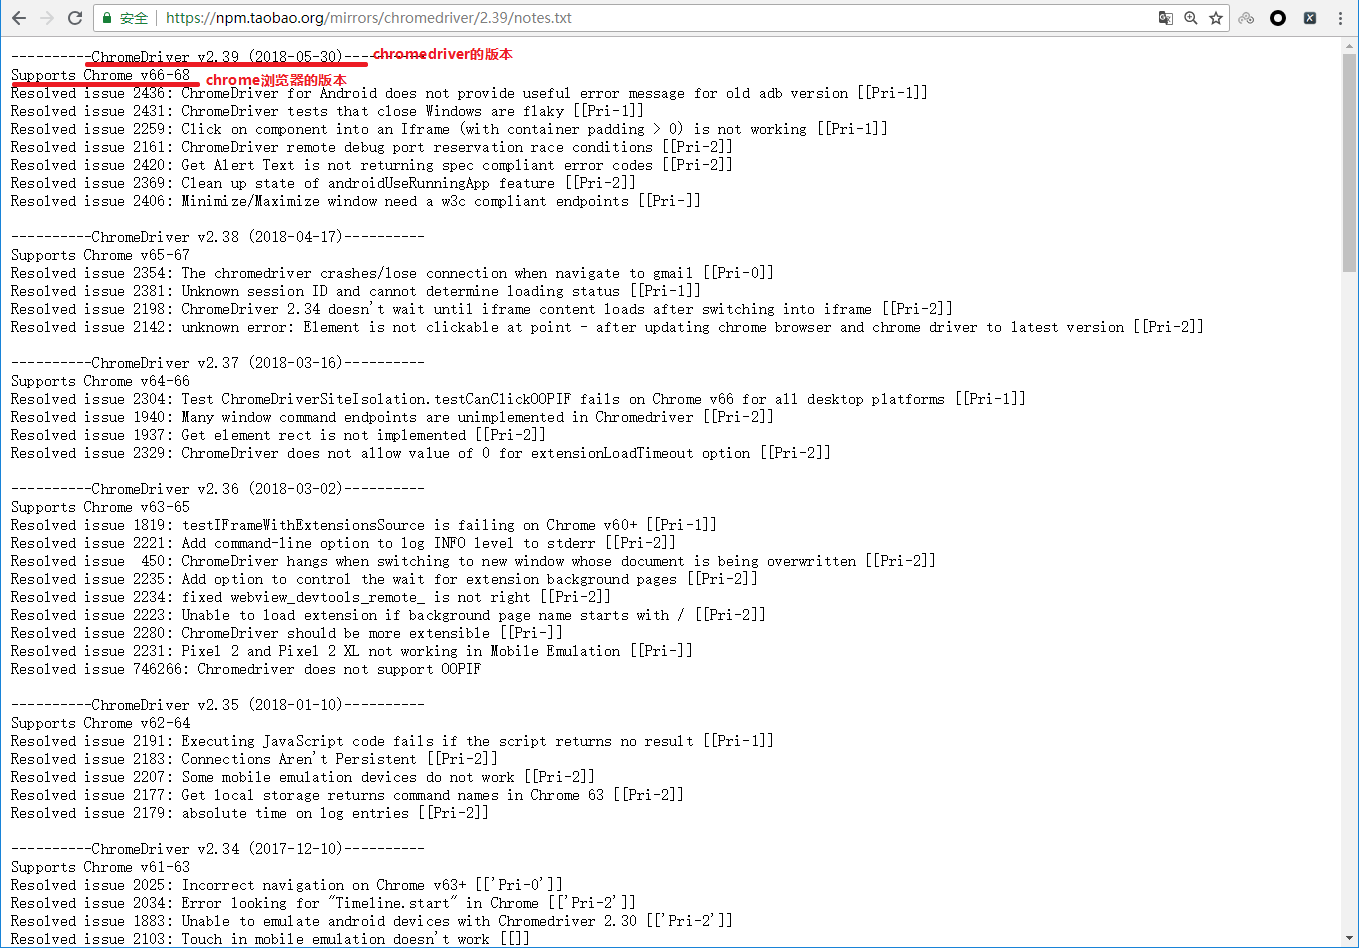 安全 | https://npm.taobao.org/mirrors/chromedriver/2.39/notes.txt
----------ChromeDriver v2.39 (2018-05-30)---------- chromedriver的版本
Supports Chrome v66-68 chrome浏览器的版本
Resolved issue 2436: ChromeDriver for Android does not provide useful error message for old adb version [[Pri-1]]
Resolved issue 2431: ChromeDriver tests that close Windows are flaky [[Pri-1]]
Resolved issue 2259: Click on component into an Iframe (with container padding > 0) is not working [[Pri-1]]
Resolved issue 2161: ChromeDriver remote debug port reservation race conditions [[Pri-2]]
Resolved issue 2420: Get Alert Text is not returning spec compliant error codes [[Pri-2]]
Resolved issue 2369: Clean up state of androidUseRunningApp feature [[Pri-2]]
Resolved issue 2406: Minimize/Maximize window need a w3c compliant endpoints [[Pri-]]
----------ChromeDriver v2.38 (2018-04-17)----------
Supports Chrome v65-67
Resolved issue 2354: The chromedriver crashes/lose connection when navigate to gmail [[Pri-0]]
Resolved issue 2381: Unknown session ID and cannot determine loading status [[Pri-1]]
Resolved issue 2198: ChromeDriver 2.34 doesn't wait until iframe content loads after switching into iframe [[Pri-2]]
Resolved issue 2142: unknown error: Element is not clickable at point - after updating chrome browser and chrome driver to latest version [[Pri-2]]
----------ChromeDriver v2.37 (2018-03-16)----------
Supports Chrome v64-66
Resolved issue 2304: Test ChromeDriverSiteIsolation.testCanClickOOPIF fails on Chrome v66 for all desktop platforms [[Pri-1]]
Resolved issue 1940: Many window command endpoints are unimplemented in Chromedriver [[Pri-2]]
Resolved issue 1937: Get element rect is not implemented [[Pri-2]]
Resolved issue 2329: ChromeDriver does not allow value of 0 for extensionLoadTimeout option [[Pri-2]]
----------ChromeDriver v2.36 (2018-03-02)----------
Supports Chrome v63-65
Resolved issue 1819: testIFrameWithExtensionsSource is failing on Chrome v60+ [[Pri-1]]
Resolved issue 2221: Add command-line option to log INFO level to stderr [[Pri-2]]
Resolved issue  450: ChromeDriver hangs when switching to new window whose document is being overwritten [[Pri-2]]
Resolved issue 2235: Add option to control the wait for extension background pages [[Pri-2]]
Resolved issue 2234: fixed webview_devtools_remote_ is not right [[Pri-2]]
Resolved issue 2223: Unable to load extension if background page name starts with / [[Pri-2]]
Resolved issue 2280: ChromeDriver should be more extensible [[Pri-]]
Resolved issue 2231: Pixel 2 and Pixel 2 XL not working in Mobile Emulation [[Pri-]]
Resolved issue 746266: Chromedriver does not support OOPIF
----------ChromeDriver v2.35 (2018-01-10)----------
Supports Chrome v62-64
Resolved issue 2191: Executing JavaScript code fails if the script returns no result [[Pri-1]]
Resolved issue 2183: Connections Aren't Persistent [[Pri-2]]
Resolved issue 2207: Some mobile emulation devices do not work [[Pri-2]]
Resolved issue 2177: Get local storage returns command names in Chrome 63 [[Pri-2]]
Resolved issue 2179: absolute time on log entries [[Pri-2]]
----------ChromeDriver v2.34 (2017-12-10)----------
Supports Chrome v61-63
Resolved issue 2025: Incorrect navigation on Chrome v63+ [['Pri-0']]
Resolved issue 2034: Error looking for "Timeline.start" in Chrome [['Pri-2']]
Resolved issue 1883: Unable to emulate android devices with Chromedriver 2.30 [['Pri-2']]
Resolved issue 2103: Touch in mobile emulation doesn't work [[]]